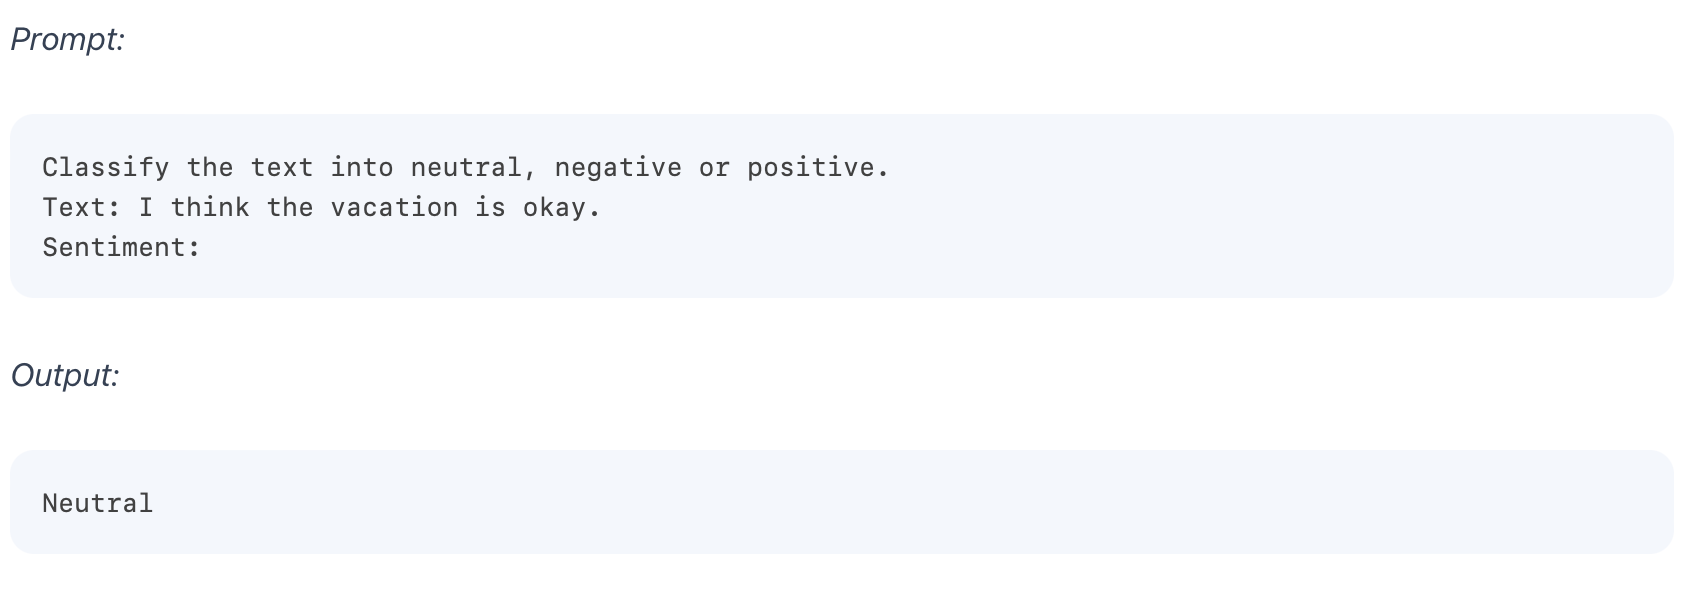 Prompt:
Classify the text into neutral, negative or positive.
Text: I think the vacation is okay.
Sentiment:
Output:
Neutral